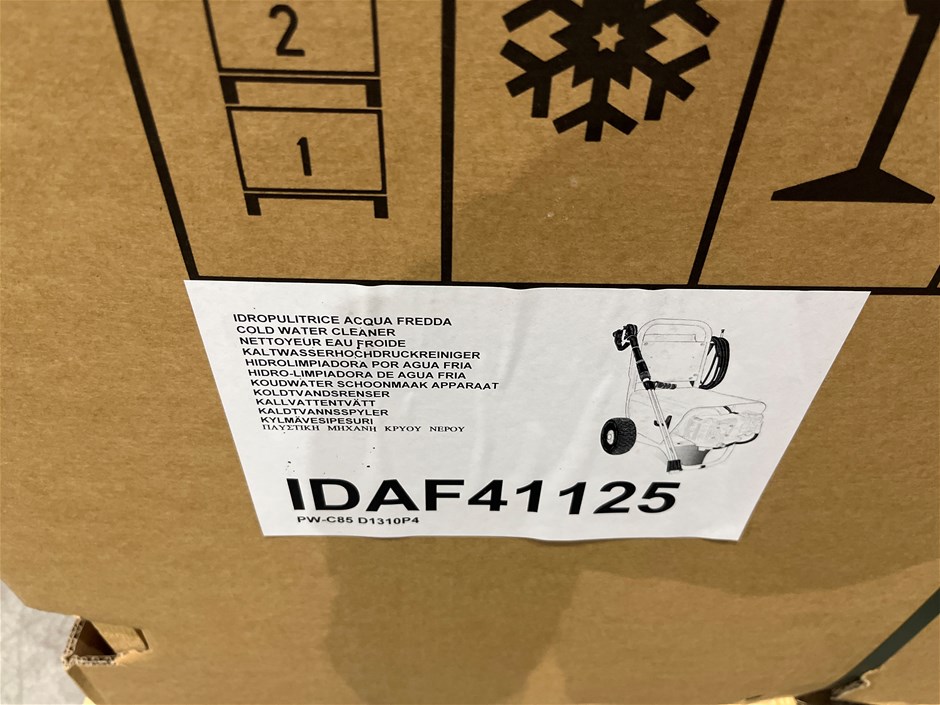 2
1
IDROPULITRICE ACQUA FREDDA
COLD WATER CLEANER
NETTOYEUR EAU FROIDE
KALTWASSERHOCHDRUCKREINIGER
HIDROLIMPIADORA POR AGUA FRIA
HIDRO-LIMPIADORA DE AGUA FRIA
KOUDWATER SCHOONMAAK APPARAAT
KOLDTVANDSRENSER
KALLVATTENTVÄTT
KALDTVANNSSPYLER
KYLMÄVESIPESURI
ΠΛΥΣΤΙΚΗ ΜΗΧΑΝΗ ΚΡΥΟΥ ΝΕΡΟΥ
IDAF41125
PW-C85 D1310P4